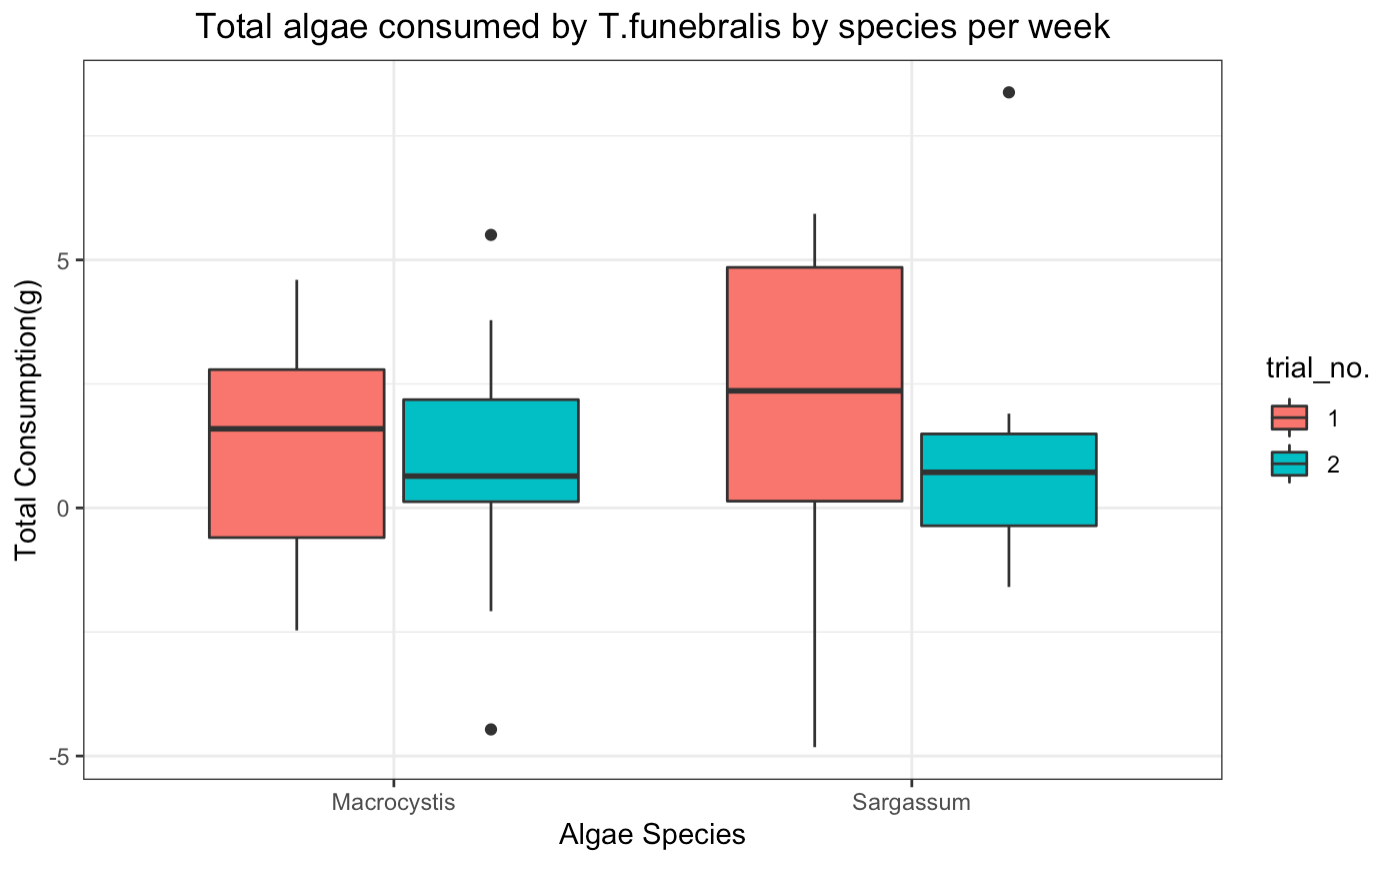 Total algae consumed by T.funebralis by species per week
Total Consumption(g)
5
0
-5
Macrocystis
Sargassum
Algae Species
trial_no.
1
2